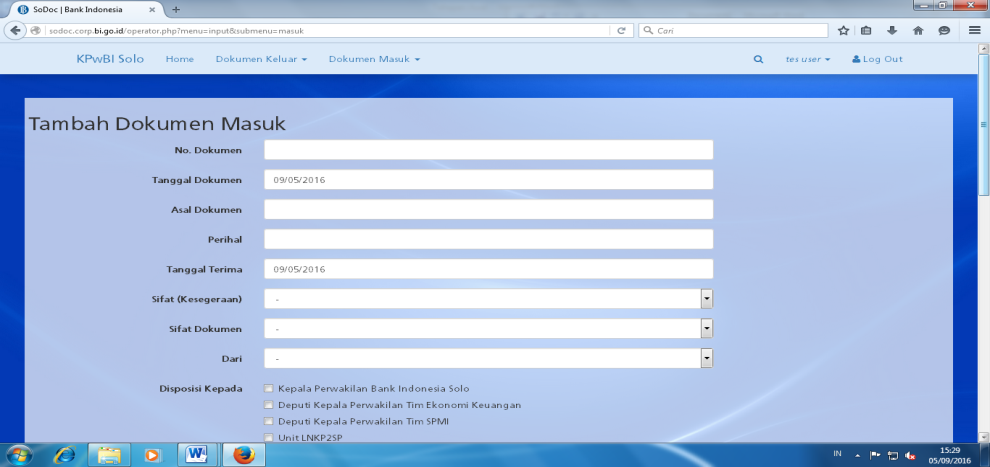 SoDoc | Bank Indonesia
sodoc.corp.bi.go.id/operator.php?menu=input&submenu=masuk
Cari
KPwBI Solo Home Dokumen Keluar Dokumen Masuk tes user Log Out
Tambah Dokumen Masuk
No. Dokumen
Tanggal Dokumen 09/05/2016
Asal Dokumen
Perihal
Tanggal Terima 09/05/2016
Sifat (Kesegeraan) -
Sifat Dokumen -
Dari -
Disposisi Kepada Kepala Perwakilan Bank Indonesia Solo
Deputi Kepala Perwakilan Tim Ekonomi Keuangan
Deputi Kepala Perwakilan Tim SPMI
Unit LNKP2SP
IN 15:29
05/09/2016